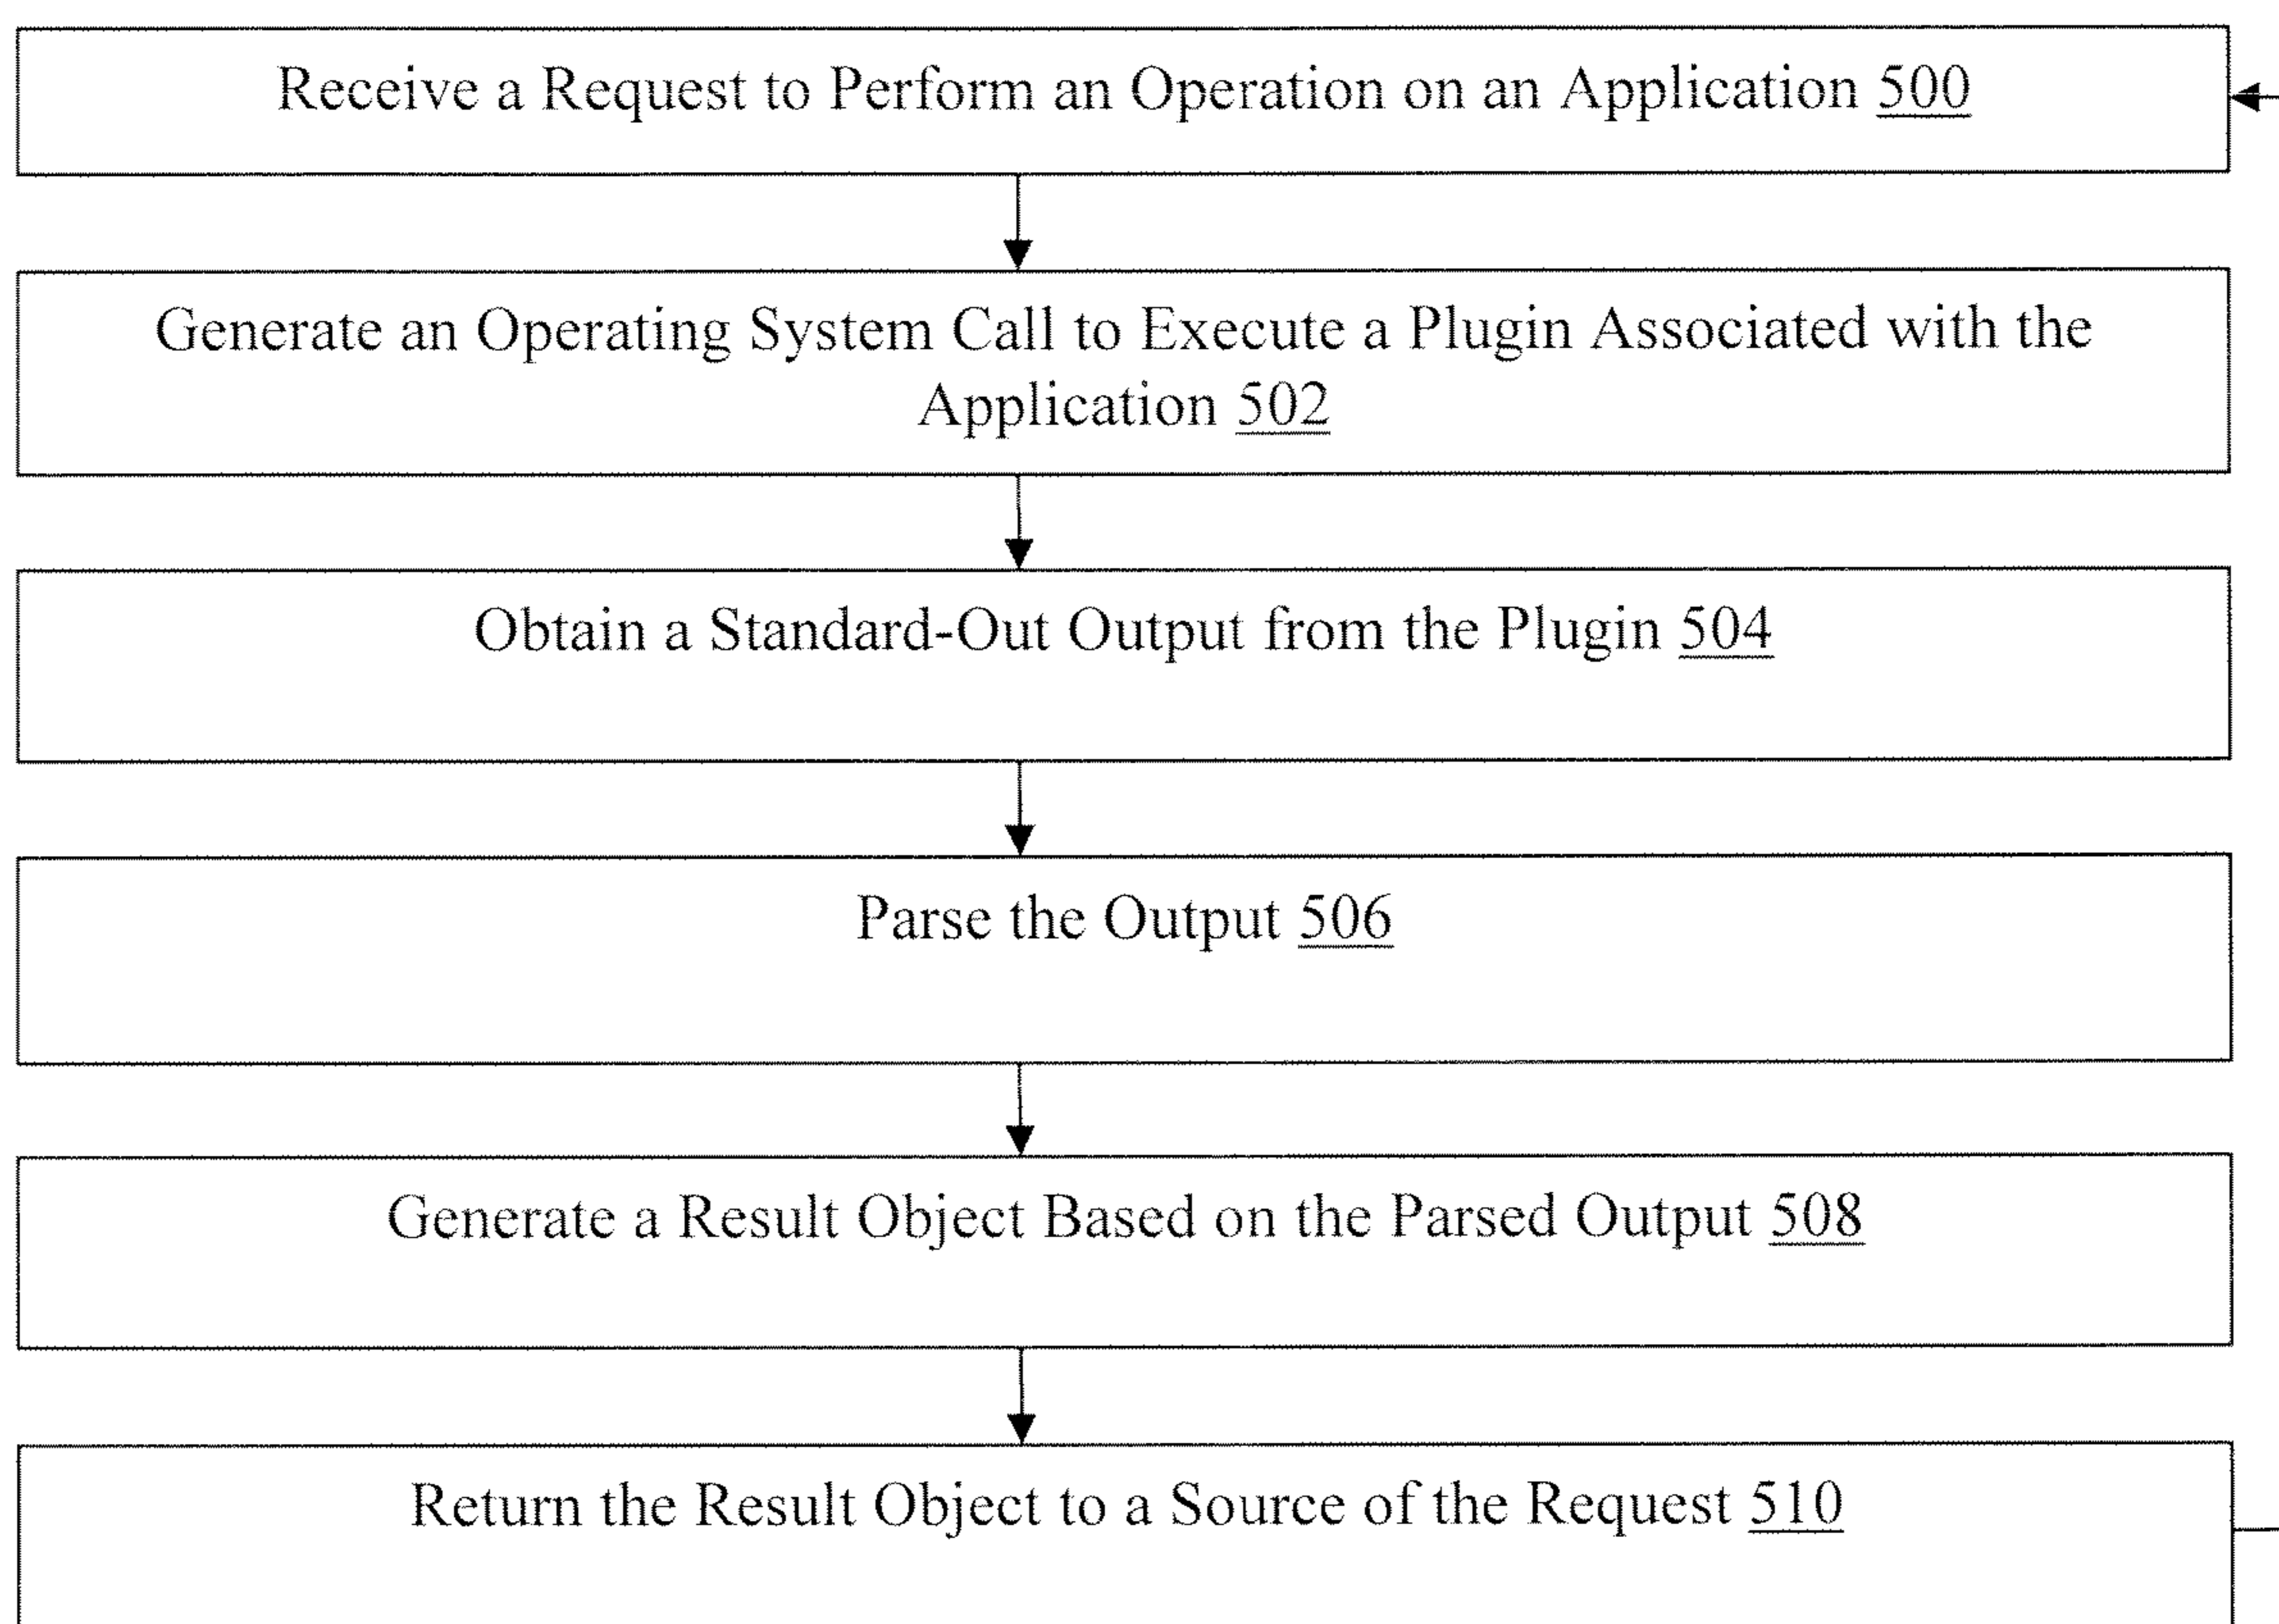 Receive a Request to Perform an Operation on an Application 500
Generate an Operating System Call to Execute a Plugin Associated with the
Application 502
Obtain a Standard-Out Output from the Plugin 504
Parse the Output 506
Generate a Result Object Based on the Parsed Output 508
Return the Result Object to a Source of the Request 510